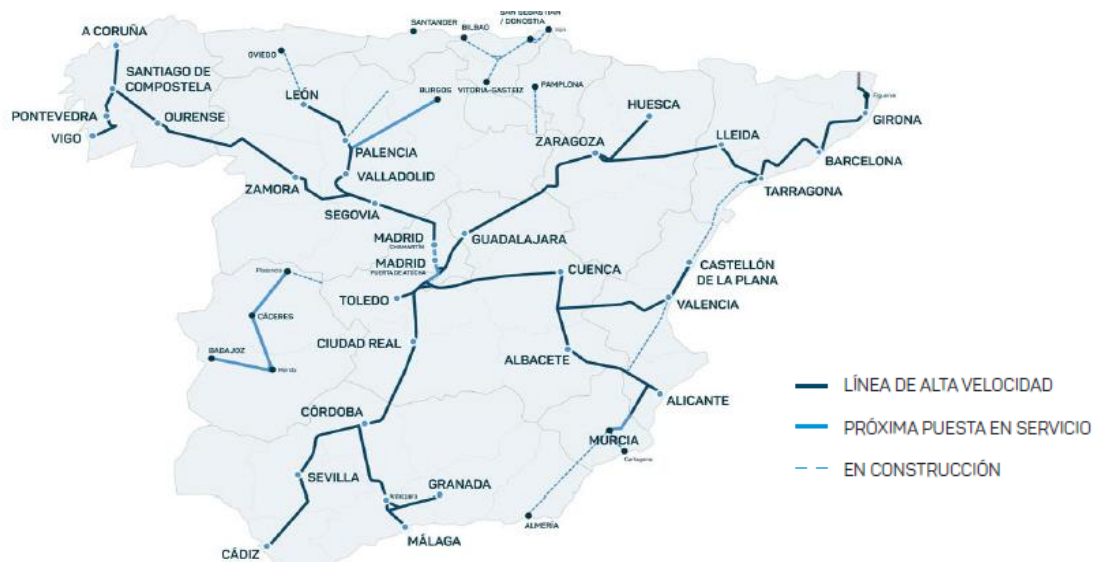 SAN SEBASTIÁN
/ DONOSTIA
SANTANDER
BILBAO
Irún
A CORUÑA
OVIEDO
SANTIAGO DE
COMPOSTELA
VITORIA-GASTEIZ
PAMPLONA
LEÓN
BURGOS
HUESCA
Figueres
PONTEVEDRA
OURENSE
GIRONA
VIGO
LLEIDA
ZARAGOZA
PALENCIA
BARCELONA
VALLADOLID
ZAMORA
TARRAGONA
SEGOVIA
MADRID
CHAMARTÍN
GUADALAJARA
MADRID
PUERTA DE ATOCHA
CUENCA
CASTELLÓN
DE LA PLANA
Plasencia
TOLEDO
VALENCIA
CÁCERES
CIUDAD REAL
BADAJOZ
ALBACETE
Mérida
LÍNEA DE ALTA VELOCIDAD
ALICANTE
CÓRDOBA
PRÓXIMA PUESTA EN SERVICIO
MURCIA
Cartagena
EN CONSTRUCCIÓN
SEVILLA
GRANADA
ALMERÍA
MÁLAGA
CÁDIZ